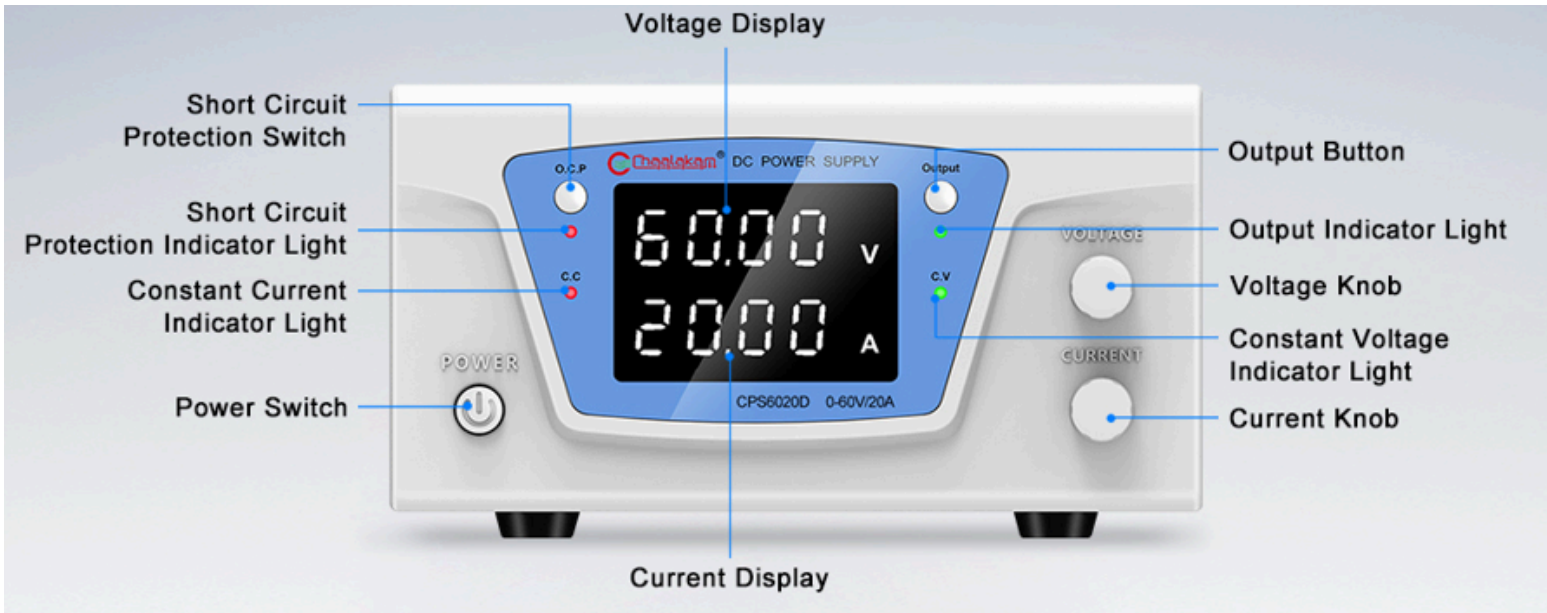 Voltage Display
Short Circuit
Protection Switch
Output Button
O.C.P
Chaalakam® DC POWER SUPPLY
Output
Short Circuit
Protection Indicator Light
60.00 V
VOLTAGE
Output Indicator Light
Constant Current
Indicator Light
C.C
C.V
Voltage Knob
20.00 A
Constant Voltage
Indicator Light
POWER
CURRENT
Power Switch
CPS6020D 0-60V/20A
Current Knob
Current Display